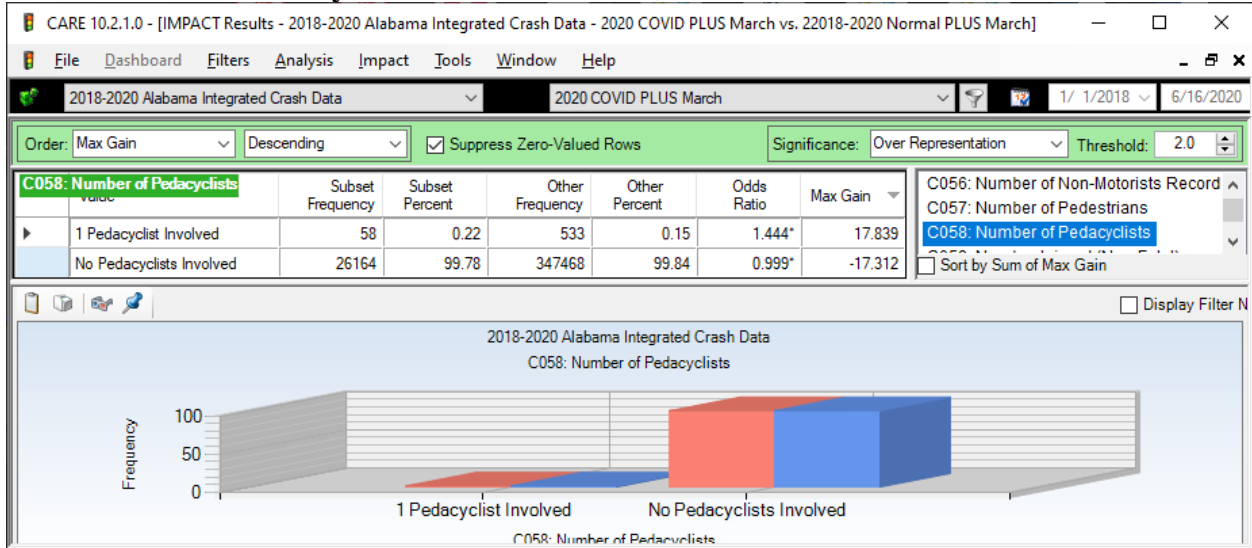 CARE 10.2.1.0 - [IMPACT Results - 2018-2020 Alabama Integrated Crash Data - 2020 COVID PLUS March vs. 22018-2020 Normal PLUS March]
File Dashboard Filters Analysis Impact Tools Window Help
2018-2020 Alabama Integrated Crash Data 2020 COVID PLUS March 1/ 1/2018 6/16/2020
Order: Max Gain Descending Suppress Zero-Valued Rows Significance: Over Representation Threshold: 2.0
C058: Number of Pedacyclists Subset Frequency Subset Percent Other Frequency Other Percent Odds Ratio Max Gain
1 Pedacyclist Involved 58 0.22 533 0.15 1.444* 17.839
No Pedacyclists Involved 26164 99.78 347468 99.84 0.999* -17.312
C056: Number of Non-Motorists Record
C057: Number of Pedestrians
C058: Number of Pedacyclists
Sort by Sum of Max Gain
Display Filter N
2018-2020 Alabama Integrated Crash Data
C058: Number of Pedacyclists
Frequency
100
50
0
1 Pedacyclist Involved No Pedacyclists Involved
C058: Number of Pedacyclists